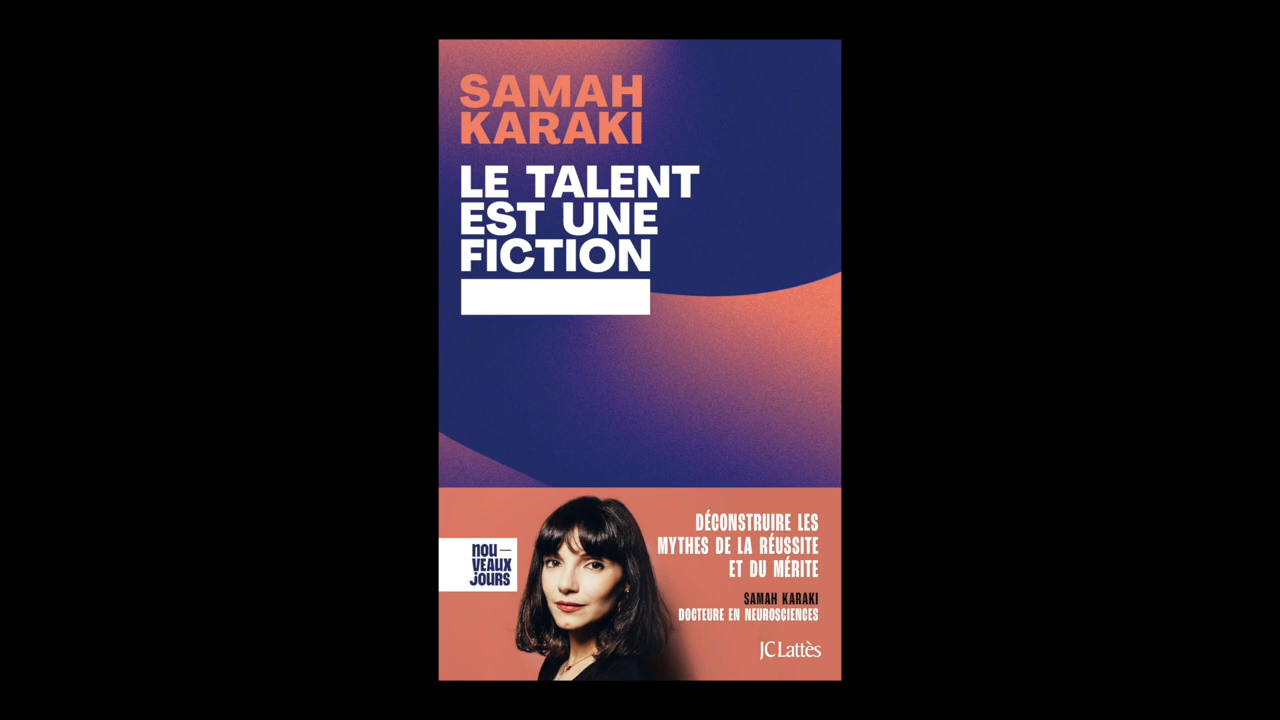 SAMAH
KARAKI
LE TALENT
EST UNE
FICTION
DÉCONSTRUIRE LES
MYTHES DE LA RÉUSSITE
ET DU MÉRITE
SAMAH KARAKI
DOCTEURE EN NEUROSCIENCES
JC Lattès
nou—
VEAUX
JOURS